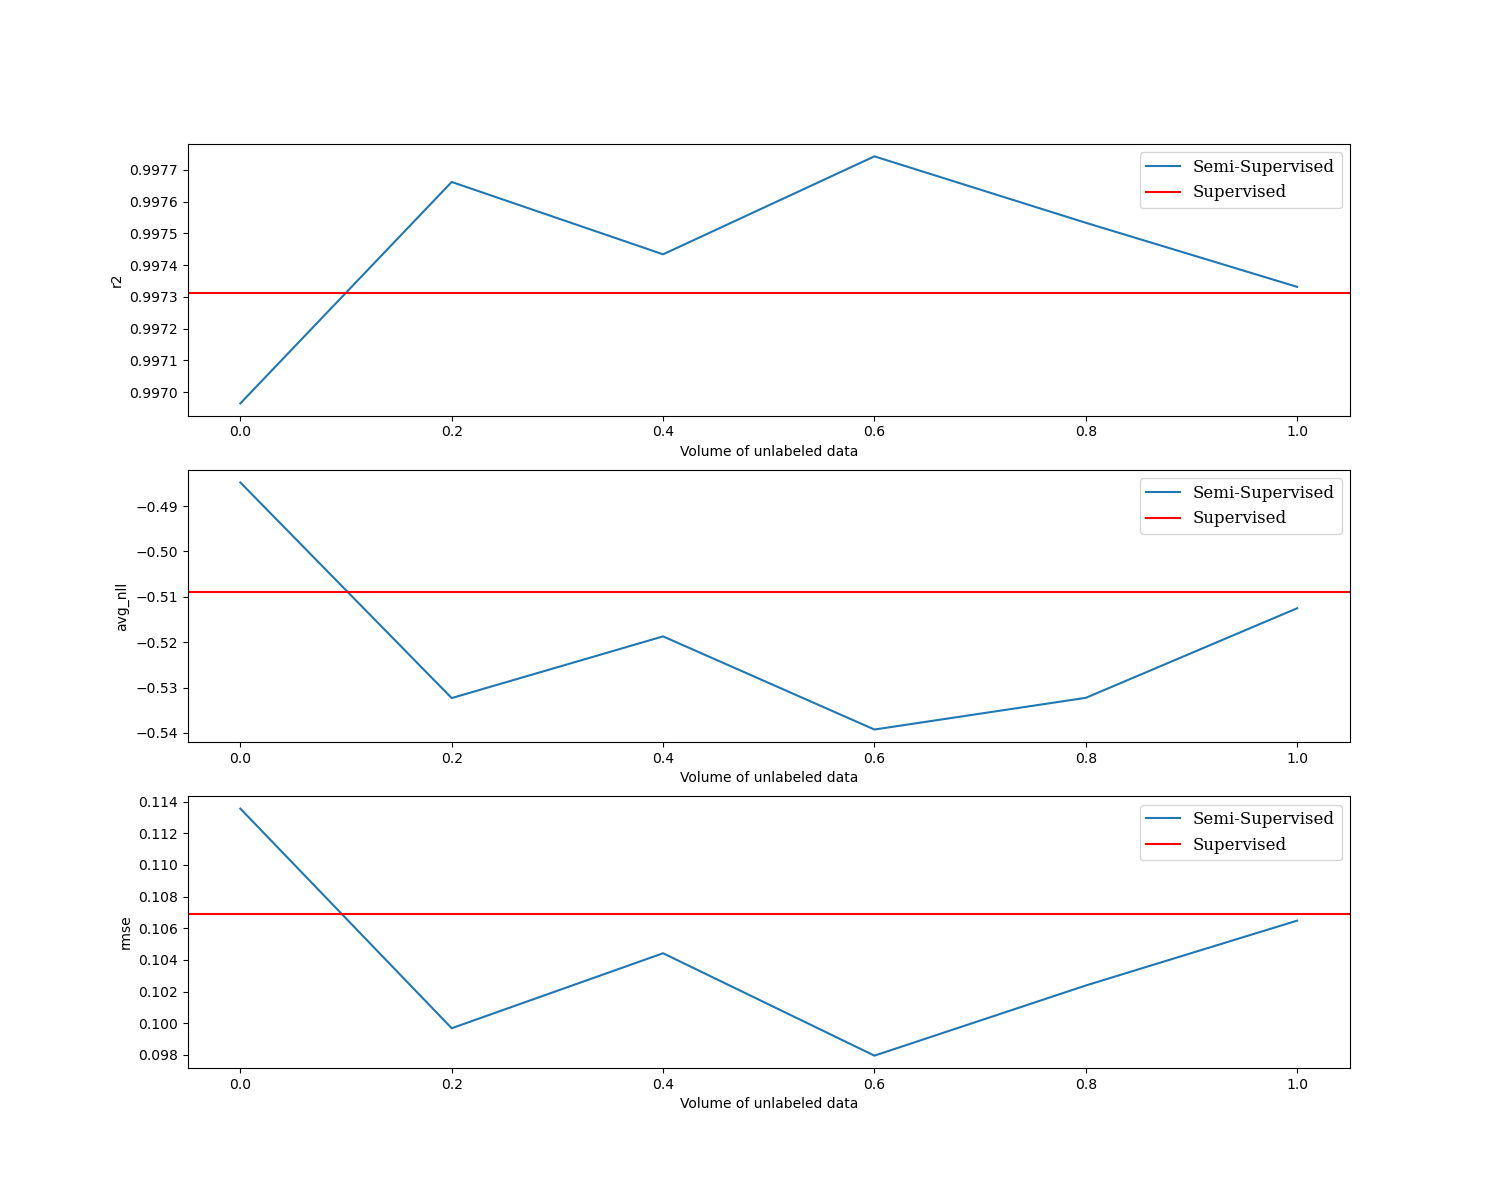 0.9977
0.9976
0.9975
0.9974
0.9973
0.9972
0.9971
0.9970
r2
Semi-Supervised
Supervised
0.0 0.2 0.4 0.6 0.8 1.0
Volume of unlabeled data
−0.49
−0.50
−0.51
−0.52
−0.53
−0.54
avg_nll
Semi-Supervised
Supervised
0.0 0.2 0.4 0.6 0.8 1.0
Volume of unlabeled data
0.114
0.112
0.110
0.108
0.106
0.104
0.102
0.100
0.098
rmse
Semi-Supervised
Supervised
0.0 0.2 0.4 0.6 0.8 1.0
Volume of unlabeled data